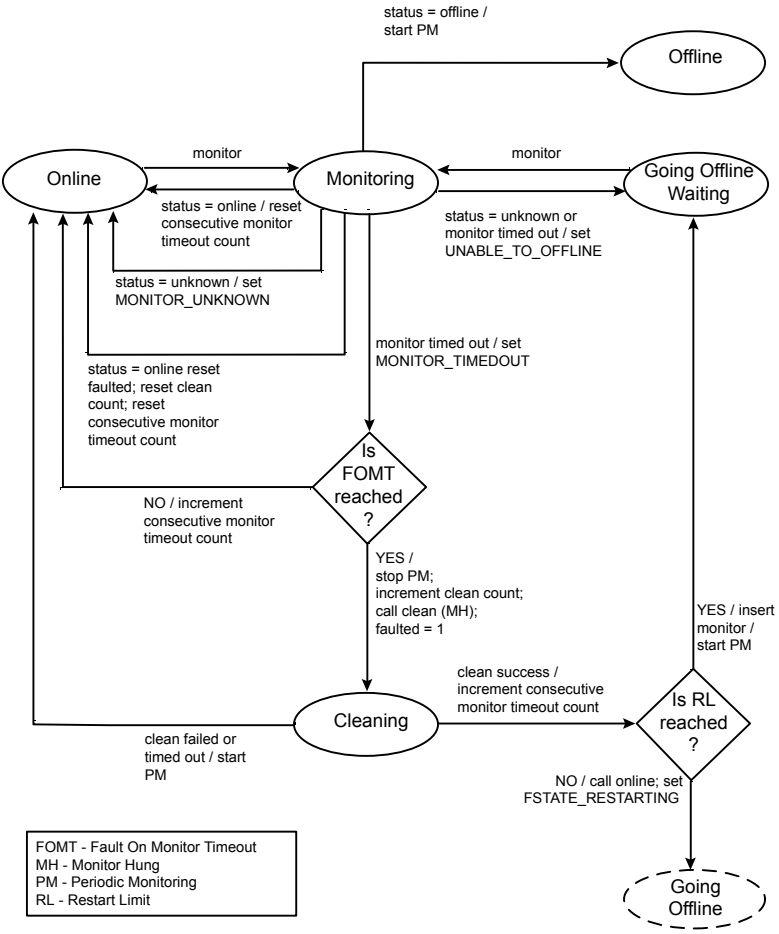 status = offline /
start PM
Offline
Online
monitor
Monitoring
monitor
Going Offline
Waiting
status = online / reset
consecutive monitor
timeout count
status = unknown or
monitor timed out / set
UNABLE_TO_OFFLINE
status = unknown / set
MONITOR_UNKNOWN
monitor timed out / set
MONITOR_TIMEDOUT
status = online reset
faulted; reset clean
count; reset
consecutive monitor
timeout count
Is
FOMT
reached
?
NO / increment
consecutive monitor
timeout count
YES /
stop PM;
increment clean count;
call clean (MH);
faulted = 1
YES / insert
monitor /
start PM
clean success /
increment consecutive
monitor timeout count
Cleaning
Is RL
reached
?
clean failed or
timed out / start
PM
NO / call online; set
FSTATE_RESTARTING
FOMT - Fault On Monitor Timeout
MH - Monitor Hung
PM - Periodic Monitoring
RL - Restart Limit
Going
Offline